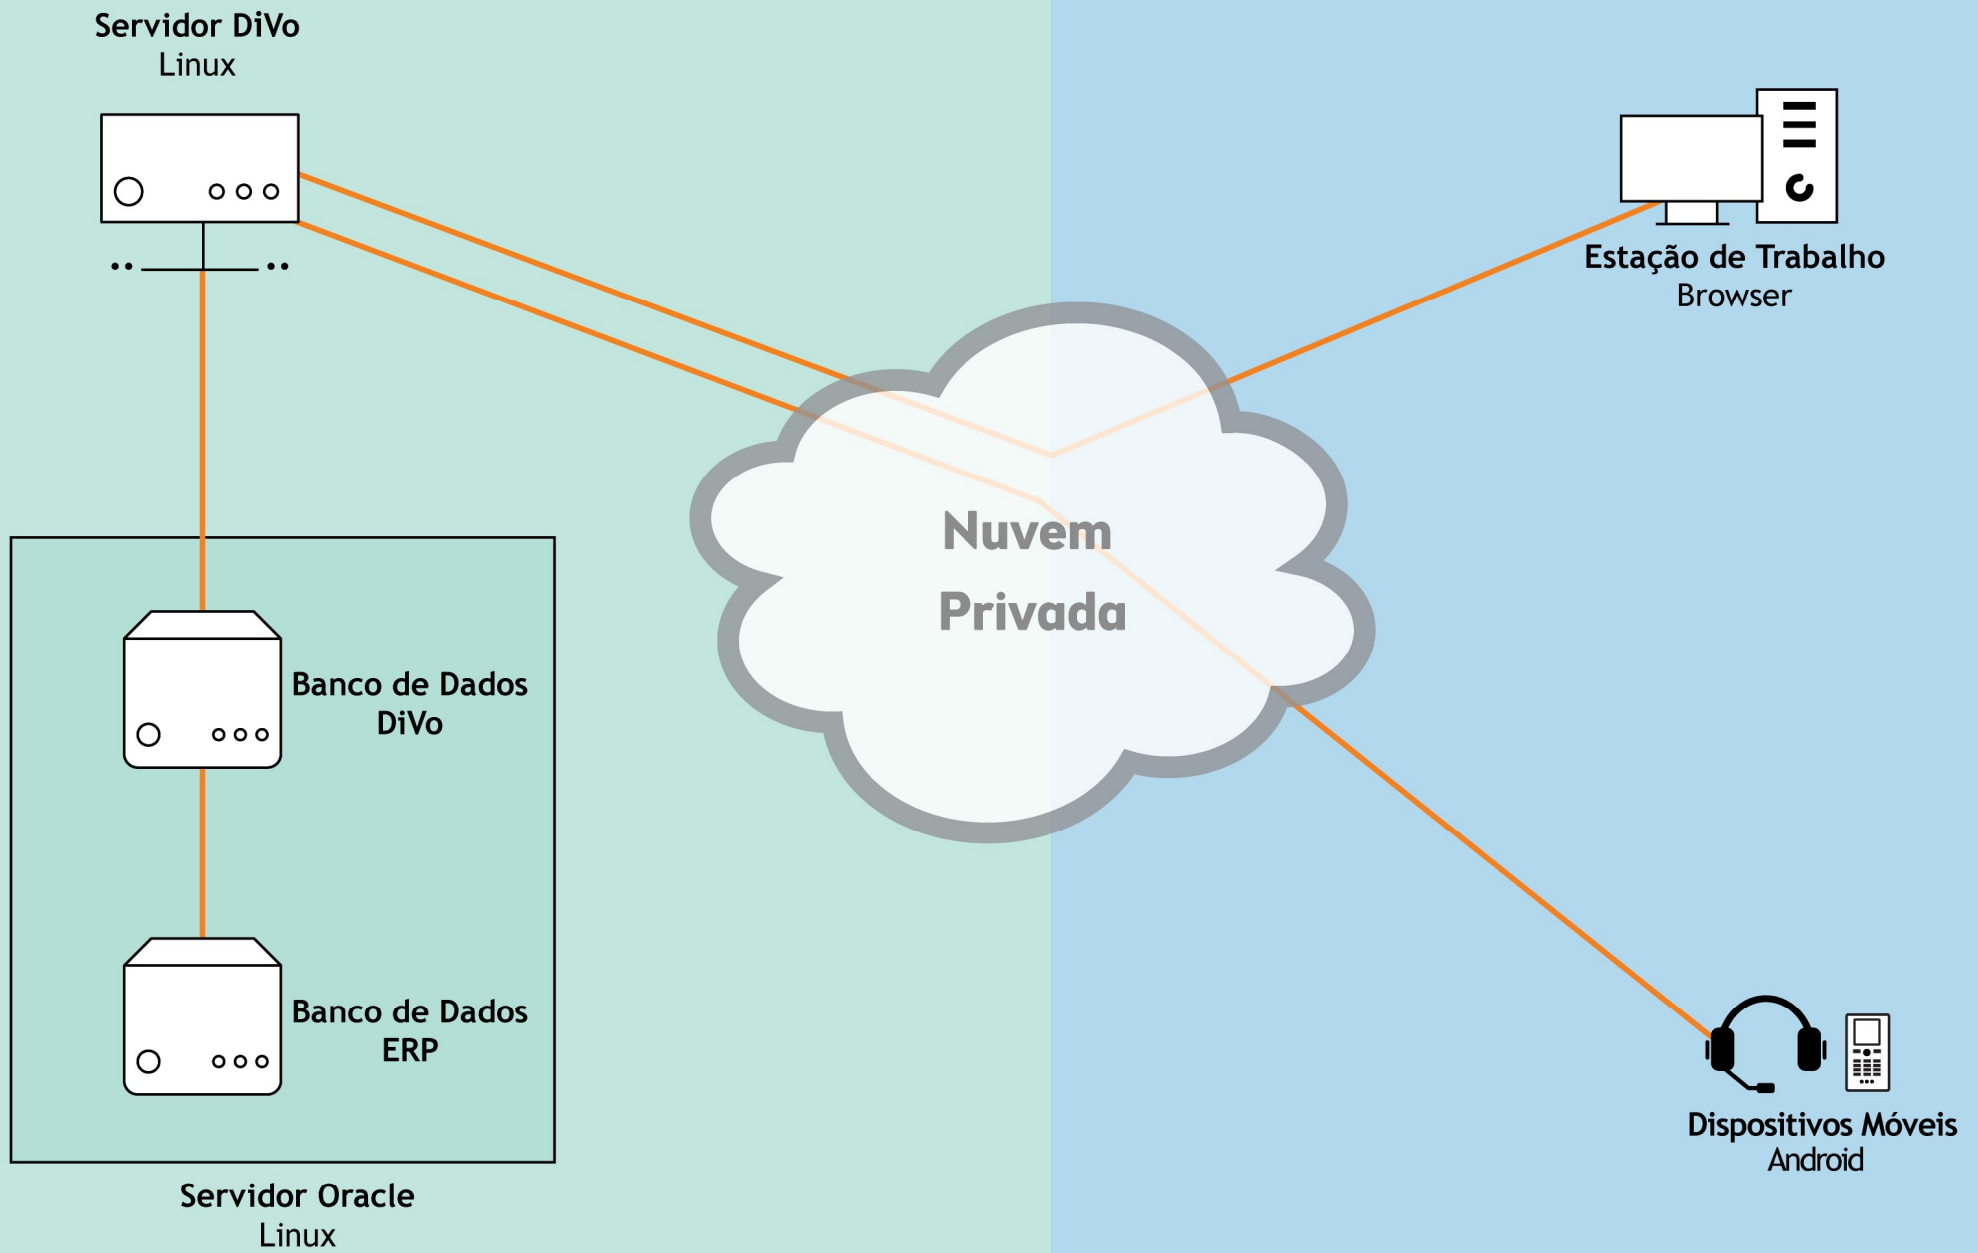 Servidor DiVo
Linux
Estação de Trabalho
Browser
Nuvem
Privada
Banco de Dados
DiVo
Banco de Dados
ERP
Servidor Oracle
Linux
Dispositivos Móveis
Android